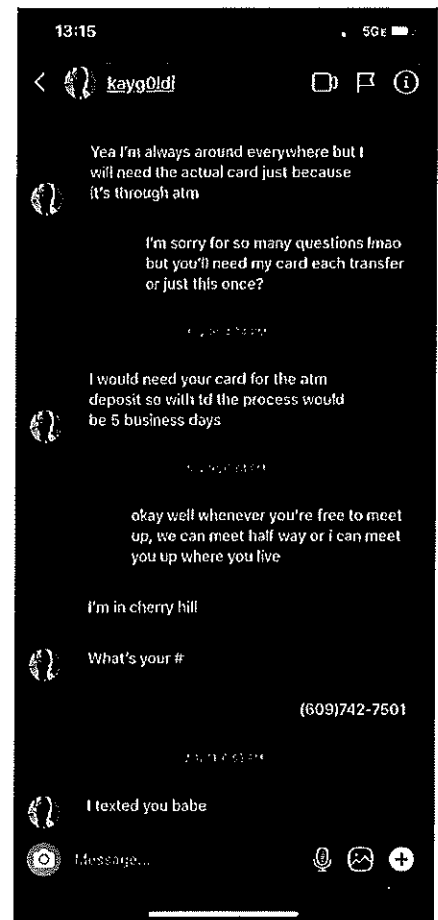 13:15
5GE
kayg0ldi
Yea I'm always around everywhere but I
will need the actual card just because
it's through atm
I'm sorry for so many questions lmao
but you'll need my card each transfer
or just this once?
I would need your card for the atm
deposit so with td the process would
be 5 business days
okay well whenever you're free to meet
up, we can meet half way or i can meet
you up where you live
I'm in cherry hill
What's your #
(609)742-7501
I texted you babe
Message...